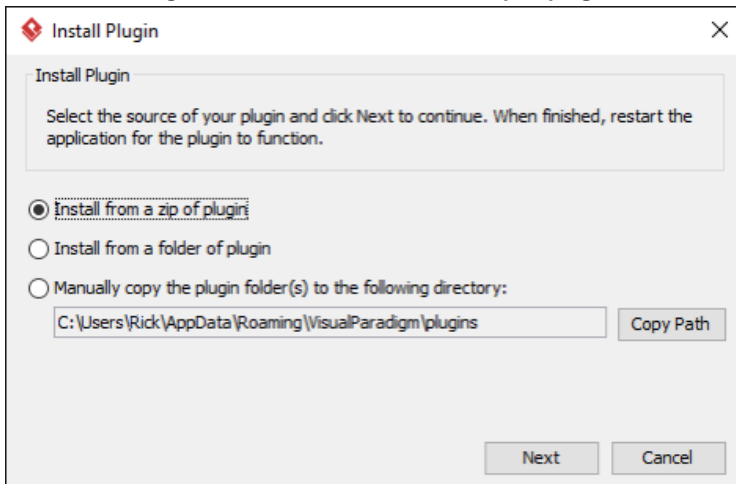 Install Plugin
Install Plugin
Select the source of your plugin and click Next to continue. When finished, restart the
application for the plugin to function.
Install from a zip of plugin
Install from a folder of plugin
Manually copy the plugin folder(s) to the following directory:
C:\Users\Rick\AppData\Roaming\VisualParadigm\plugins
Copy Path
Next
Cancel